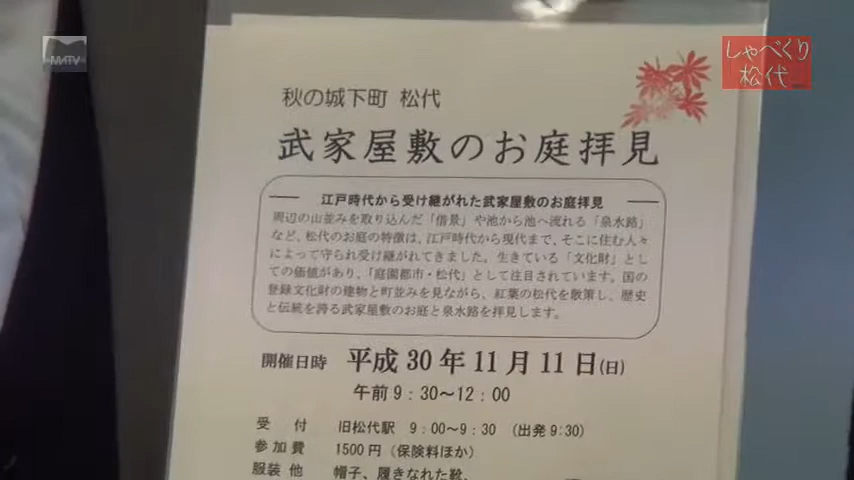 MATV
しゃべくり
松代
秋の城下町 松代
武家屋敷のお庭拝見
江戸時代から受け継がれた武家屋敷のお庭拝見
周辺の山並みを取り込んだ「借景」や池から池へ流れる「泉水路」
など、松代のお庭の特徴は、江戸時代から現代まで、そこに住む人々
によって守られ受け継がれてきました。生きている「文化財」とし
ての価値があり、「庭園都市・松代」として注目されています。国の
登録文化財の建物と町並みを見ながら、紅葉の松代を散策し、歴史
と伝統を誇る武家屋敷のお庭と泉水路を拝見します。
開催日時 平成30年11月11日(日)
午前9:30〜12:00
受 付 旧松代駅 9:00〜9:30 (出発9:30)
参加費 1500円(保険料ほか)
服装 他 帽子、履きなれた靴、